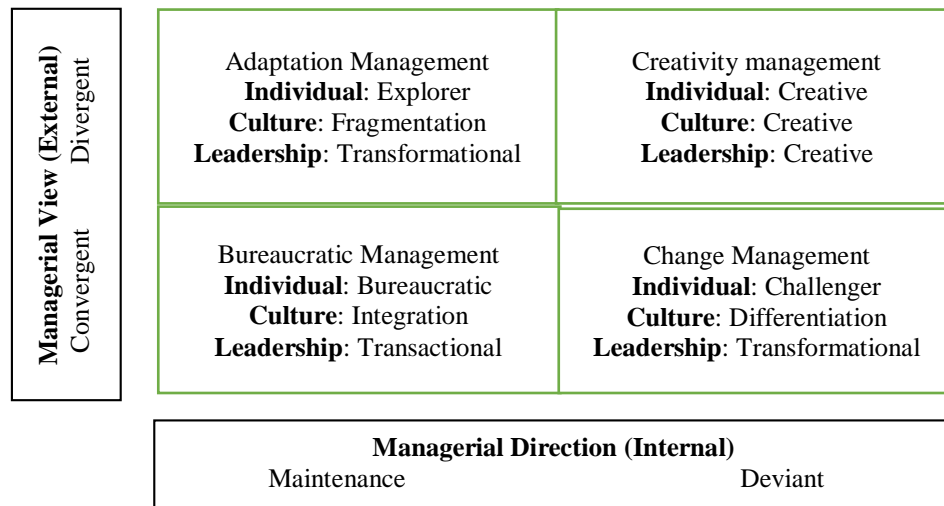 Managerial View (External)
Divergent
Convergent
Adaptation Management
Individual: Explorer
Culture: Fragmentation
Leadership: Transformational
Creativity management
Individual: Creative
Culture: Creative
Leadership: Creative
Bureaucratic Management
Individual: Bureaucratic
Culture: Integration
Leadership: Transactional
Change Management
Individual: Challenger
Culture: Differentiation
Leadership: Transformational
Managerial Direction (Internal)
Maintenance Deviant